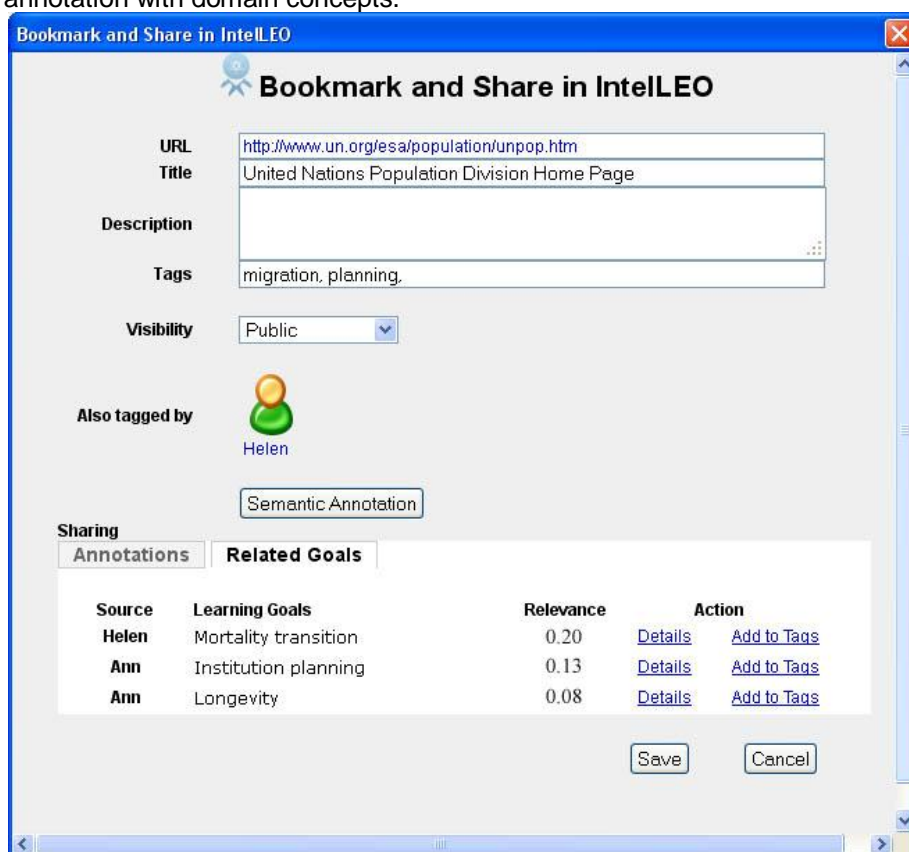 annotation with domain concepts.
Bookmark and Share in IntelLEO
Bookmark and Share in IntelLEO
URL http://www.un.org/esa/population/unpop.htm
Title United Nations Population Division Home Page
Description
Tags migration, planning,
Visibility Public
Also tagged by
Helen
Semantic Annotation
Sharing
Annotations Related Goals
Source Learning Goals Relevance Action
Helen Mortality transition 0.20 Details Add to Tags
Ann Institution planning 0.13 Details Add to Tags
Ann Longevity 0.08 Details Add to Tags
Save Cancel